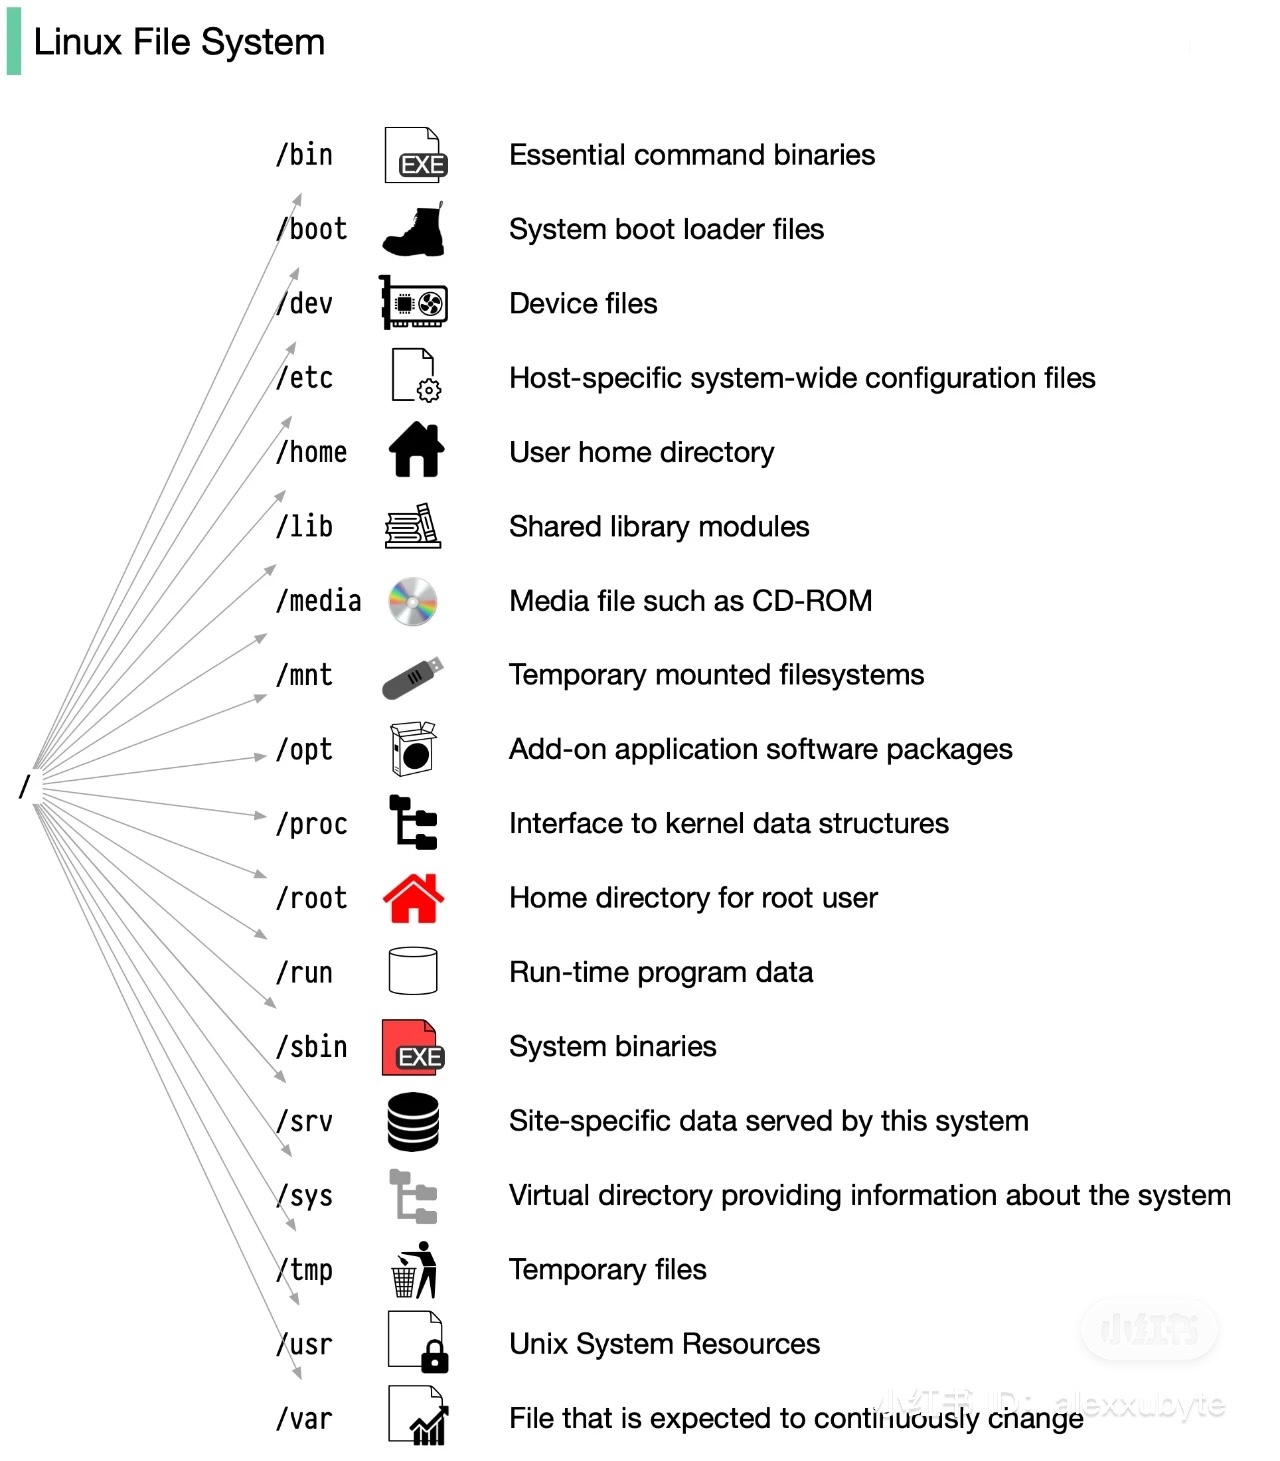 Linux File System
/bin EXE Essential command binaries
/boot System boot loader files
/dev Device files
/etc Host-specific system-wide configuration files
/home User home directory
/lib Shared library modules
/media Media file such as CD-ROM
/mnt Temporary mounted filesystems
/opt Add-on application software packages
/
/proc Interface to kernel data structures
/root Home directory for root user
/run Run-time program data
/sbin EXE System binaries
/srv Site-specific data served by this system
/sys Virtual directory providing information about the system
/tmp Temporary files
/usr Unix System Resources
小红书
/var File that is expected to continuously change
小红书 ID: alexxubyte